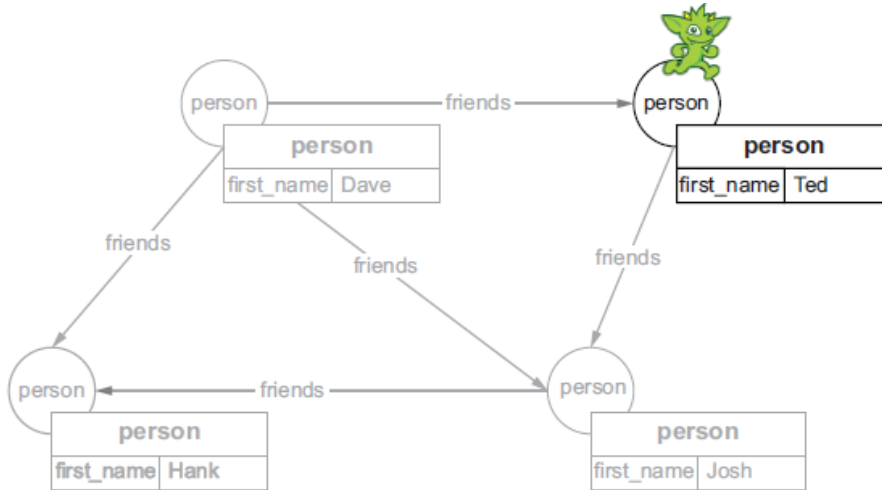 person
friends
person
person
first_name Dave
person
first_name Ted
friends
friends
friends
person
friends
person
person
first_name Hank
person
first_name Josh